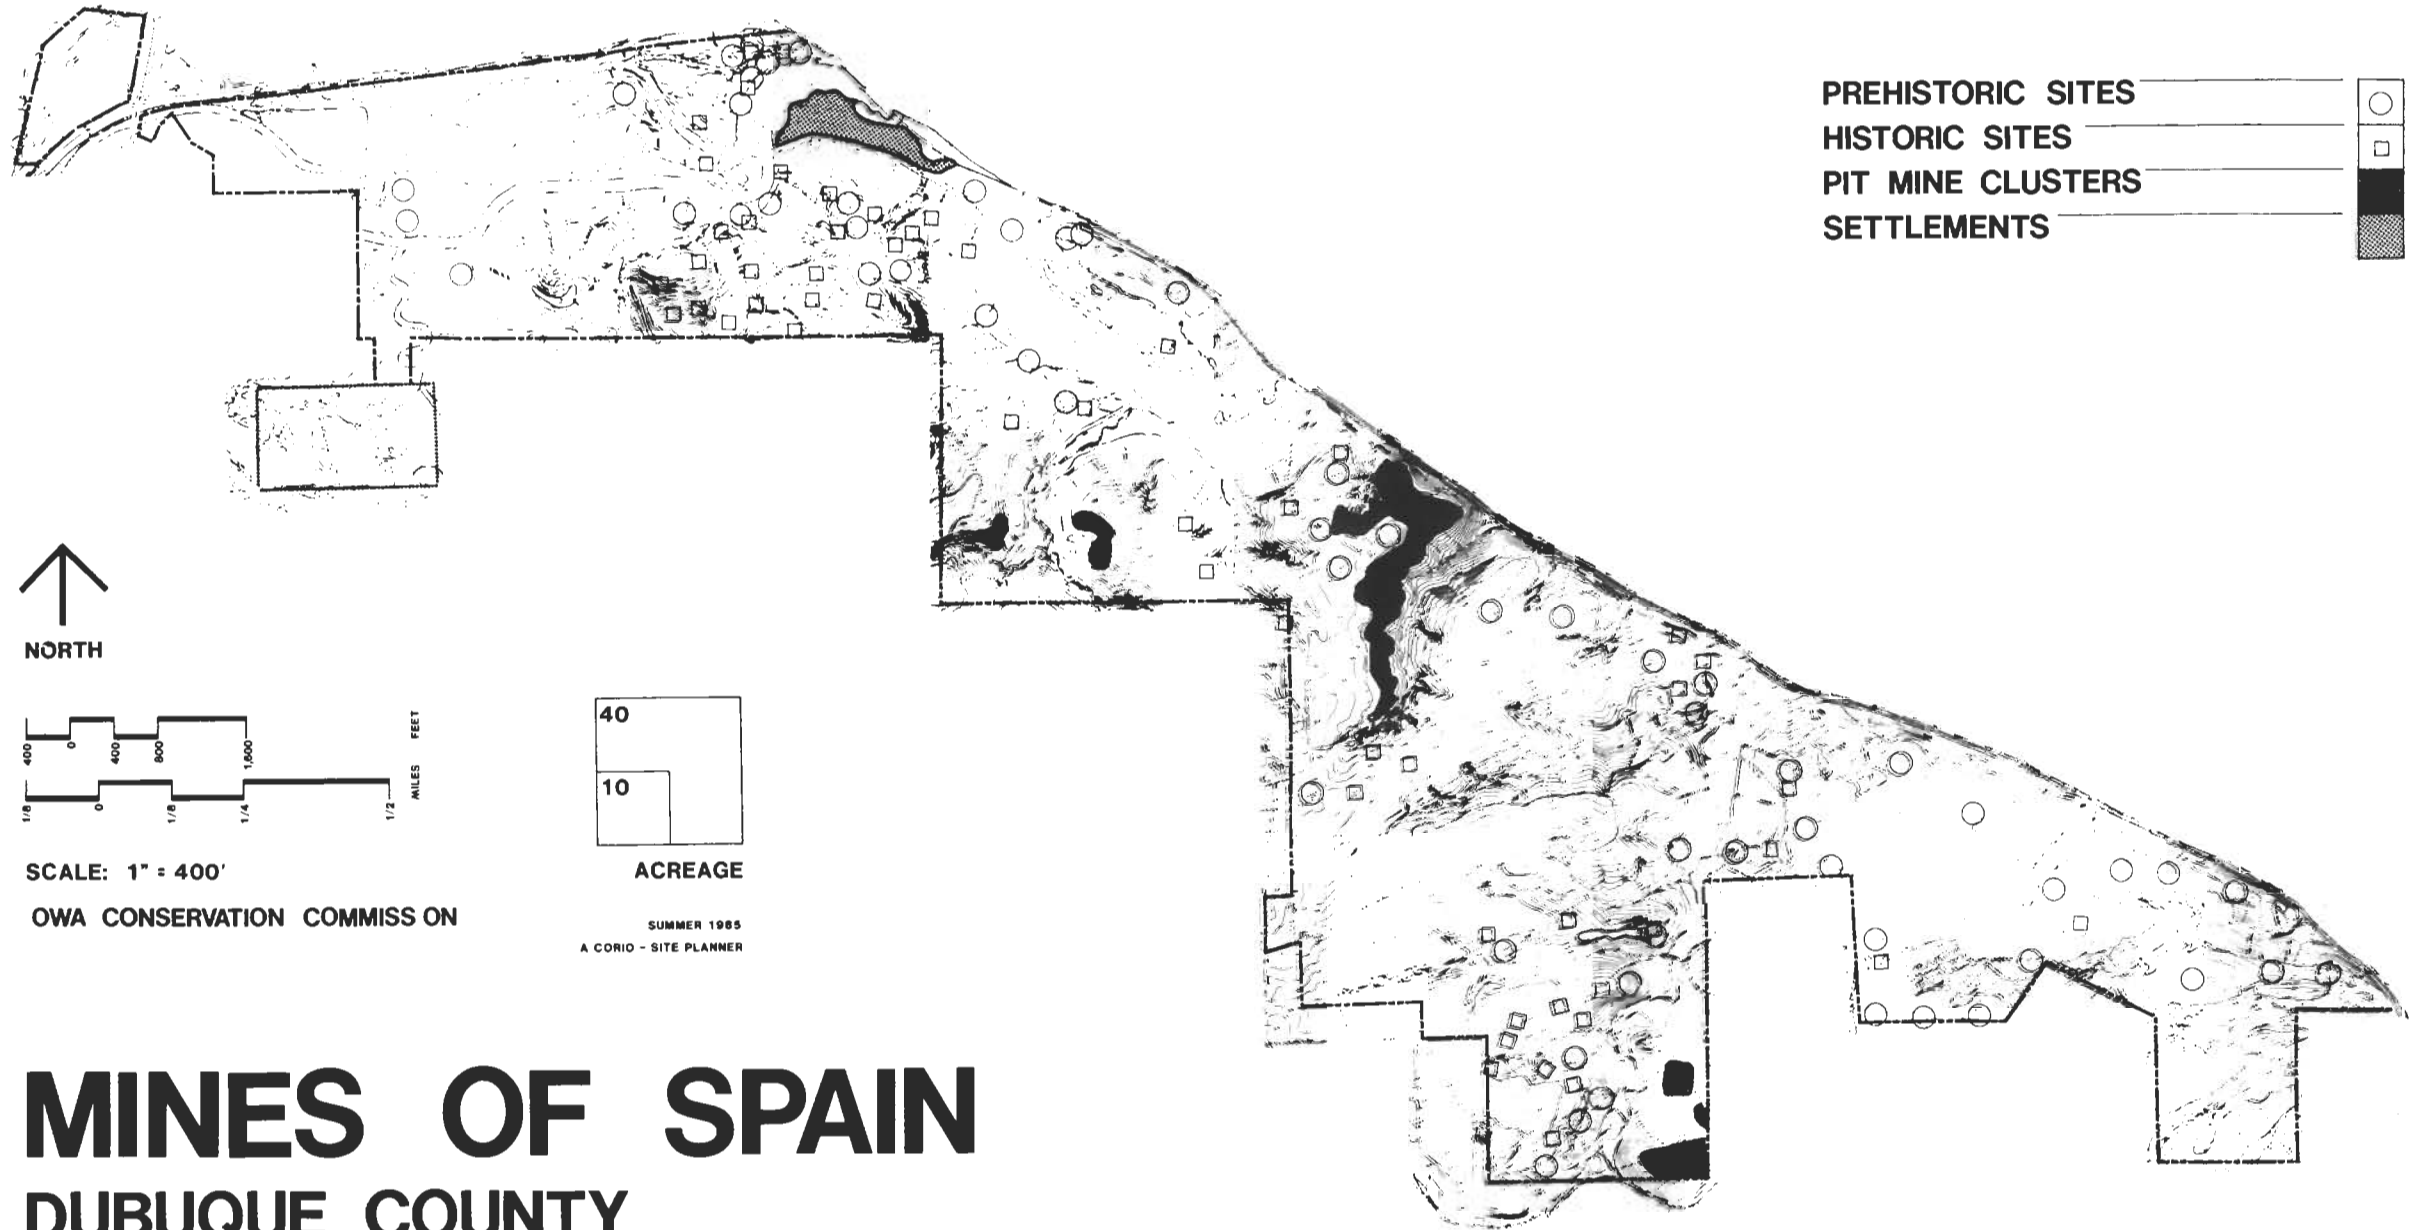 PREHISTORIC SITES
HISTORIC SITES
PIT MINE CLUSTERS
SETTLEMENTS
NORTH
400 0 400 800 1,600 FEET
1/8 0 1/8 1/4 1/2 MILES
SCALE: 1" = 400'
OWA CONSERVATION COMMISS ON
40
10
ACREAGE
SUMMER 1985
A CORIO - SITE PLANNER
MINES OF SPAIN
DUBUQUE COUNTY